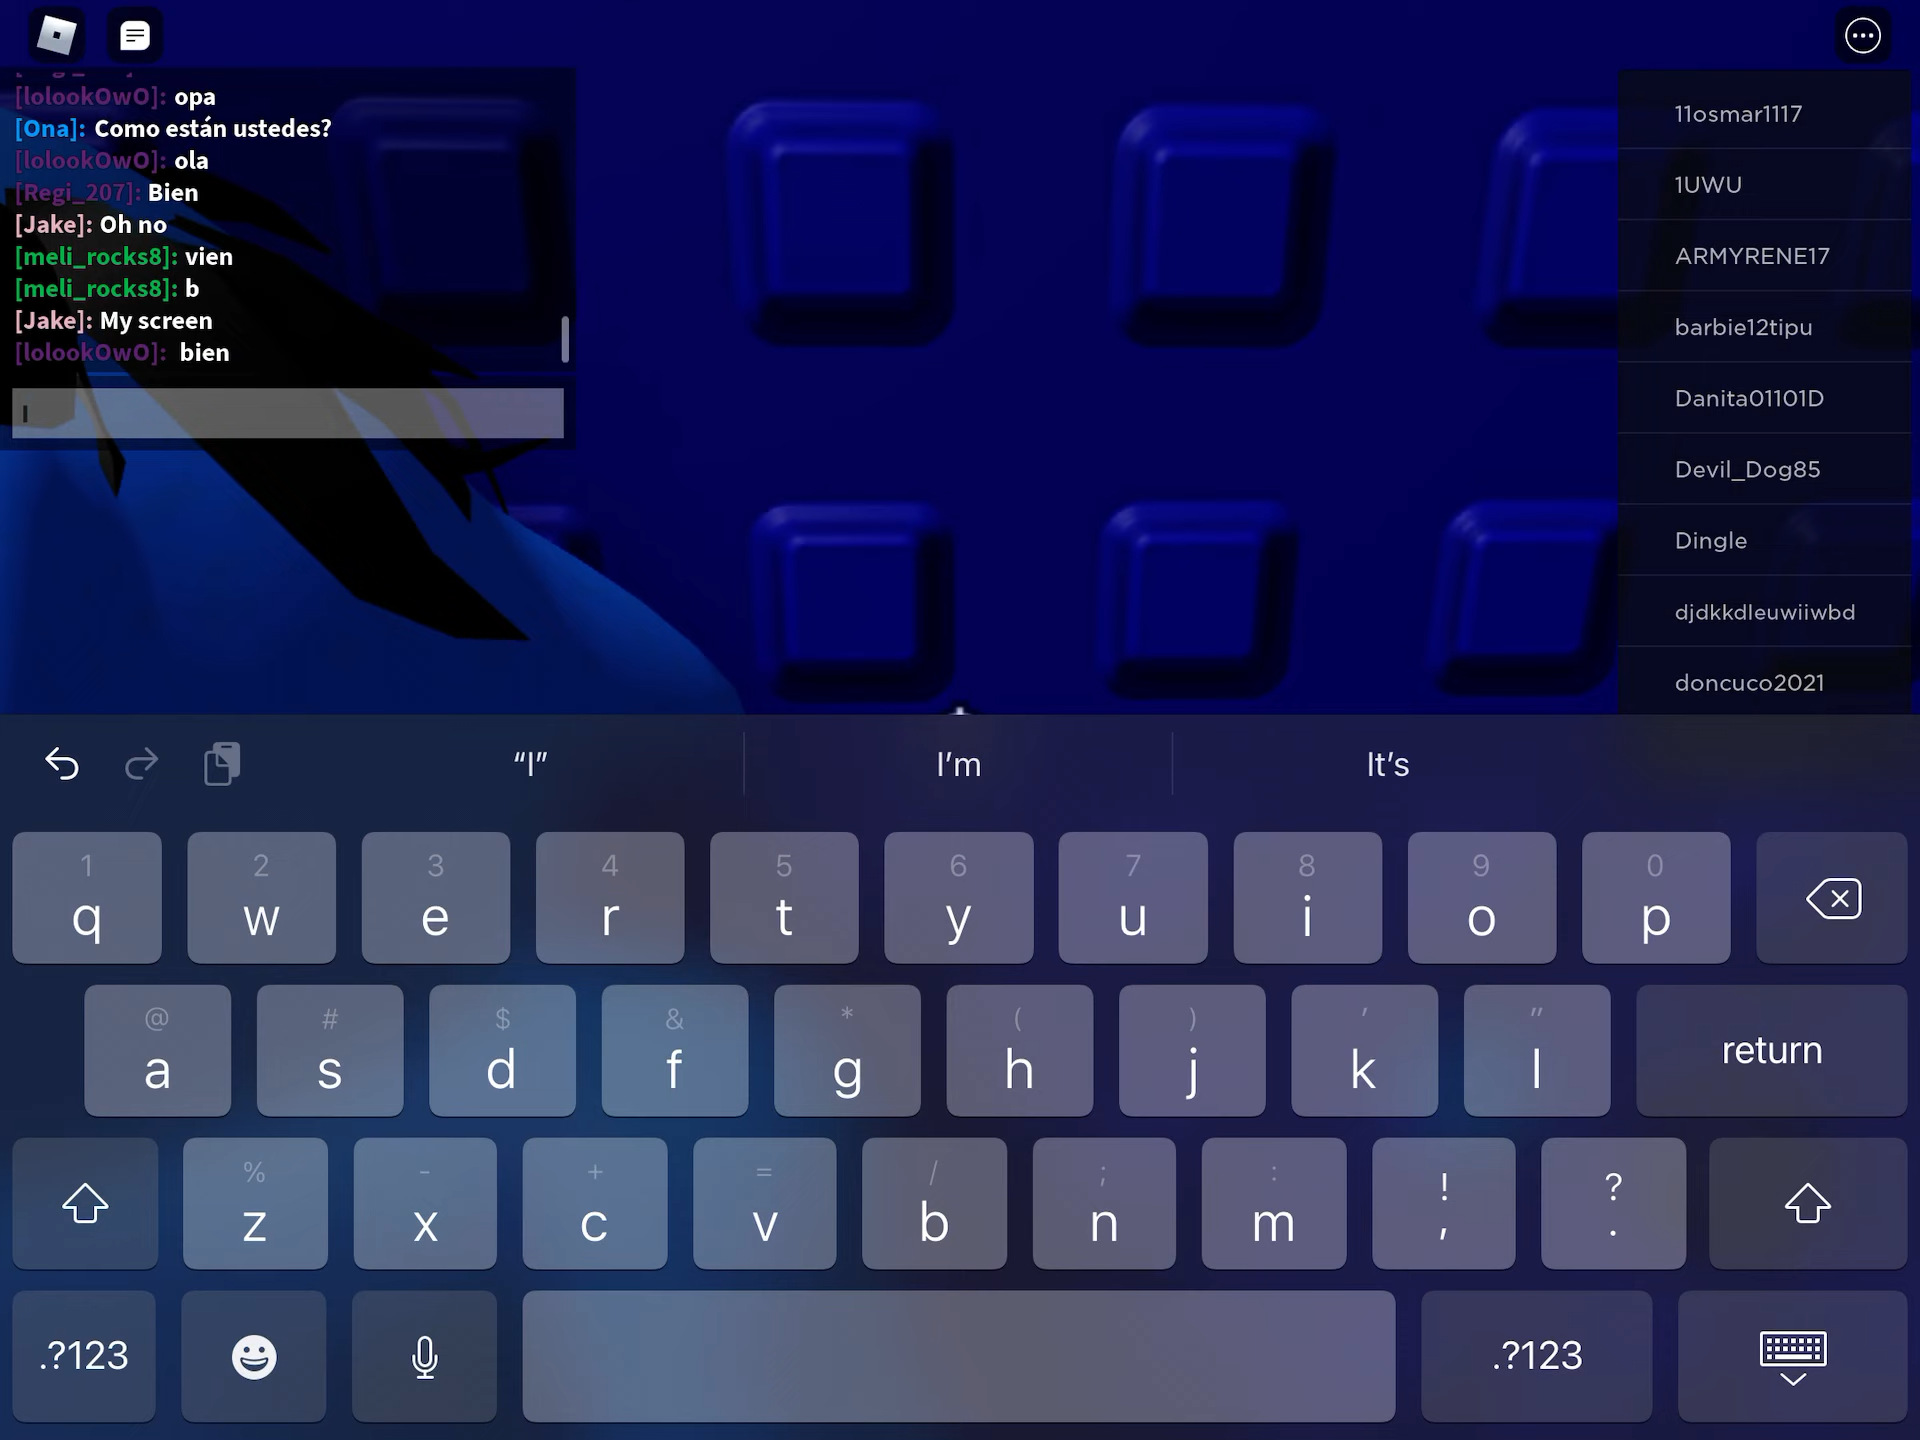 [lolookOwO]: opa
[Ona]: Como están ustedes?
[lolookOwO]: ola
[Regi_207]: Bien
[Jake]: Oh no
[meli_rocks8]: vien
[meli_rocks8]: b
[Jake]: My screen
[lolookOwO]: bien
11osmar1117
1UWU
ARMYRENE17
barbie12tipu
Danita01101D
Devil_Dog85
Dingle
djdkkdleuwiiwbd
doncuco2021
“I” I’m It’s
1 2 3 4 5 6 7 8 9 0
q w e r t y u i o p
@ # $ & * ( ) ' "
a s d f g h j k l return
% - + = / ; : ! ?
z x c v b n m , .
.?123 .?123